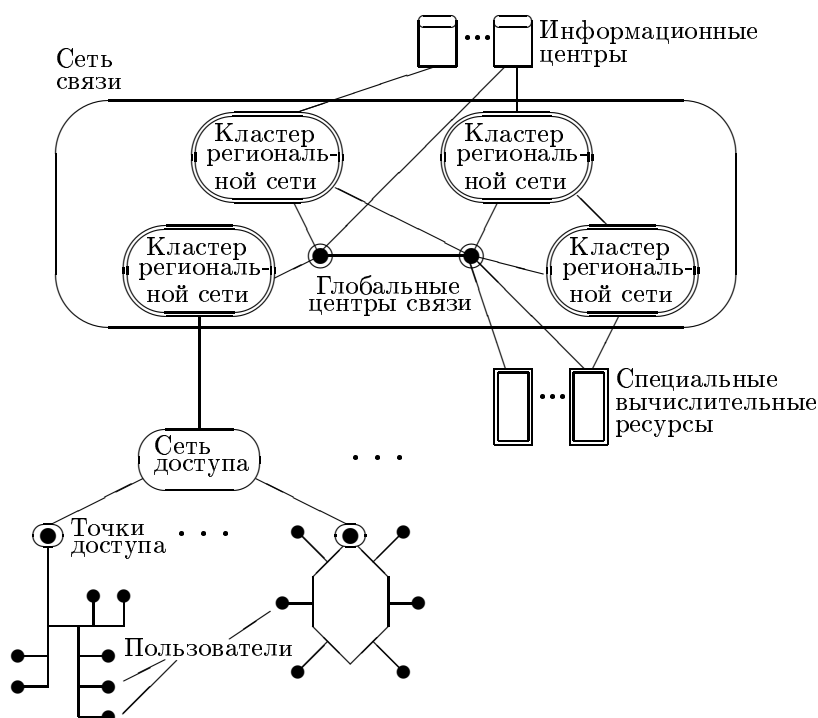 Информационные
центры
Сеть
связи
Кластер
региональ-
ной сети
Кластер
региональ-
ной сети
Кластер
региональ-
ной сети
Кластер
региональ-
ной сети
Глобальные
центры связи
Специальные
вычислительные
ресурсы
Сеть
доступа
Точки
доступа
Пользователи